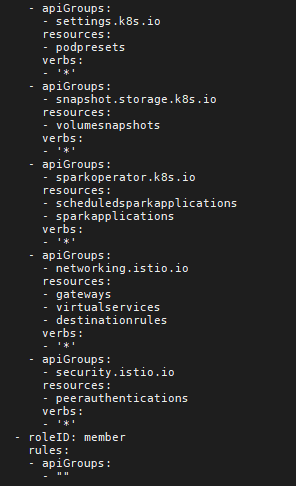 - apiGroups:
- settings.k8s.io
resources:
- podpresets
verbs:
- '*'
- apiGroups:
- snapshot.storage.k8s.io
resources:
- volumesnapshots
verbs:
- '*'
- apiGroups:
- sparkoperator.k8s.io
resources:
- scheduledsparkapplications
- sparkapplications
verbs:
- '*'
- apiGroups:
- networking.istio.io
resources:
- gateways
- virtualservices
- destinationrules
verbs:
- '*'
- apiGroups:
- security.istio.io
resources:
- peerauthentications
verbs:
- '*'
- roleID: member
rules:
- apiGroups:
- ""